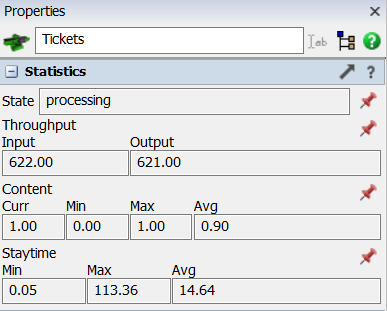 Properties
Tickets
ab
Statistics
?
State processing
Throughput
Input Output
622.00 621.00
Content
Curr Min Max Avg
1.00 0.00 1.00 0.90
Staytime
Min Max Avg
0.05 113.36 14.64